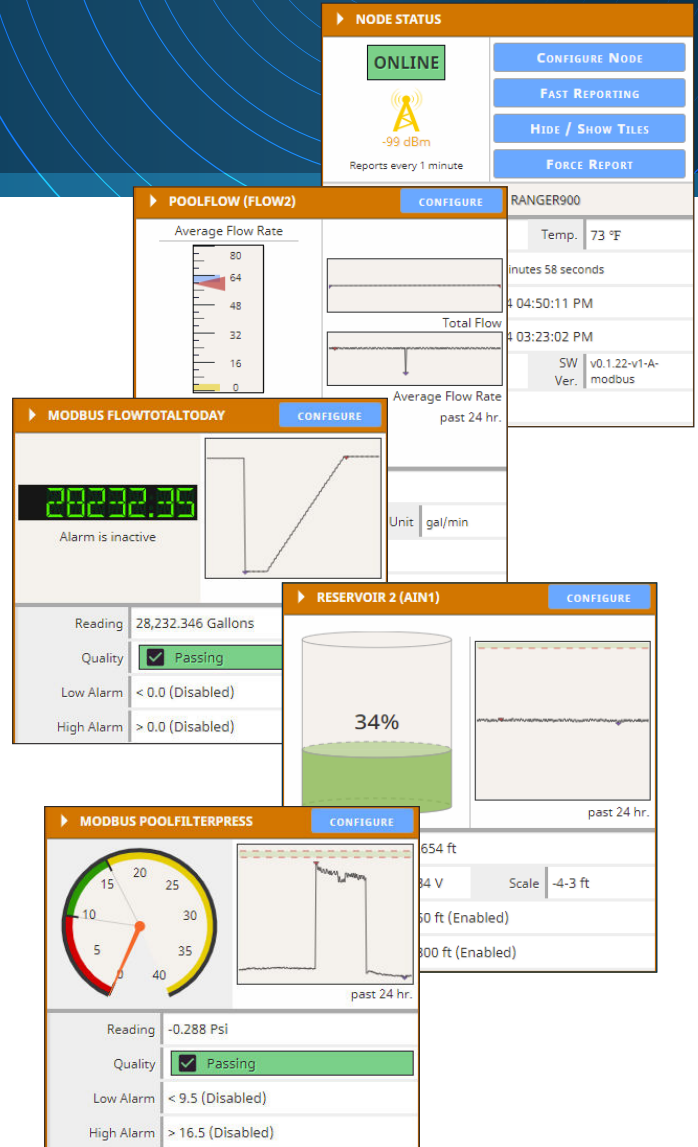 NODE STATUS
ONLINE
-99 dBm
Reports every 1 minute
CONFIGURE NODE
FAST REPORTING
HIDE / SHOW TILES
FORCE REPORT
RANGER900
Temp. 73 °F
58 seconds
04:50:11 PM
03:23:02 PM
SW Ver. v0.1.22-v1-A-
modbus
POOLFLOW (FLOW2) CONFIGURE
Average Flow Rate
80
64
48
32
16
0
Total Flow
Average Flow Rate
past 24 hr.
Unit gal/min
MODBUS FLOWTOTALTODAY CONFIGURE
28232.35
Alarm is inactive
Reading 28,232.346 Gallons
Quality Passing
Low Alarm < 0.0 (Disabled)
High Alarm > 0.0 (Disabled)
RESERVOIR 2 (AIN1) CONFIGURE
34%
past 24 hr.
654 ft
V Scale -4-3 ft
ft (Enabled)
ft (Enabled)
MODBUS POOLFILTERPRESS CONFIGURE
0
5
10
15
20
25
30
35
40
past 24 hr.
Reading -0.288 Psi
Quality Passing
Low Alarm < 9.5 (Disabled)
High Alarm > 16.5 (Disabled)